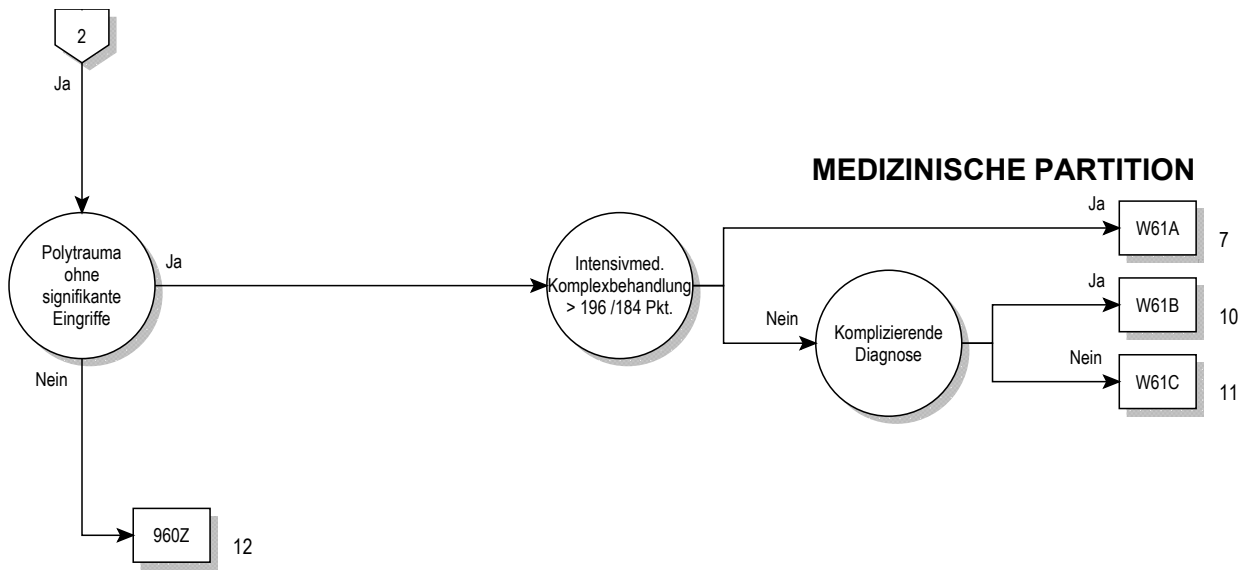 2
Ja
MEDIZINISCHE PARTITION
Polytrauma
ohne
signifikante
Eingriffe
Ja
Intensivmed.
Komplexbehandlung
> 196 /184 Pkt.
Ja
W61A
7
Nein
Komplizierende
Diagnose
Ja
W61B
10
Nein
W61C
11
Nein
960Z
12